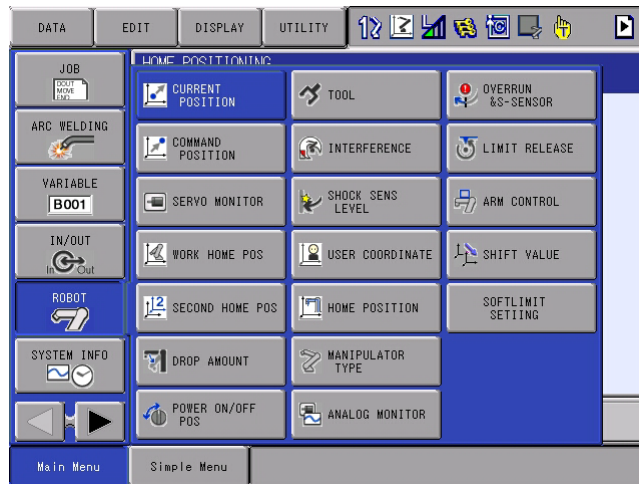 DATA
EDIT
DISPLAY
UTILITY
12
HOME POSITIONING
JOB
DOUT
MOVE
END
ARC WELDING
VARIABLE
B001
IN/OUT
In Out
ROBOT
SYSTEM INFO
CURRENT
POSITION
TOOL
OVERRUN
&S-SENSOR
COMMAND
POSITION
INTERFERENCE
LIMIT RELEASE
SERVO MONITOR
SHOCK SENS
LEVEL
ARM CONTROL
WORK HOME POS
USER COORDINATE
SHIFT VALUE
12
SECOND HOME POS
HOME POSITION
SOFTLIMIT
SETIING
DROP AMOUNT
MANIPULATOR
TYPE
POWER ON/OFF
POS
ANALOG MONITOR
Main Menu
Simple Menu